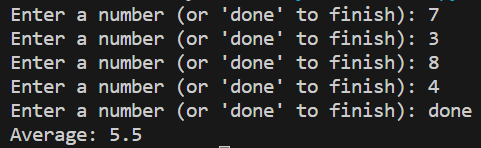 Enter a number (or 'done' to finish): 7
Enter a number (or 'done' to finish): 3
Enter a number (or 'done' to finish): 8
Enter a number (or 'done' to finish): 4
Enter a number (or 'done' to finish): done
Average: 5.5